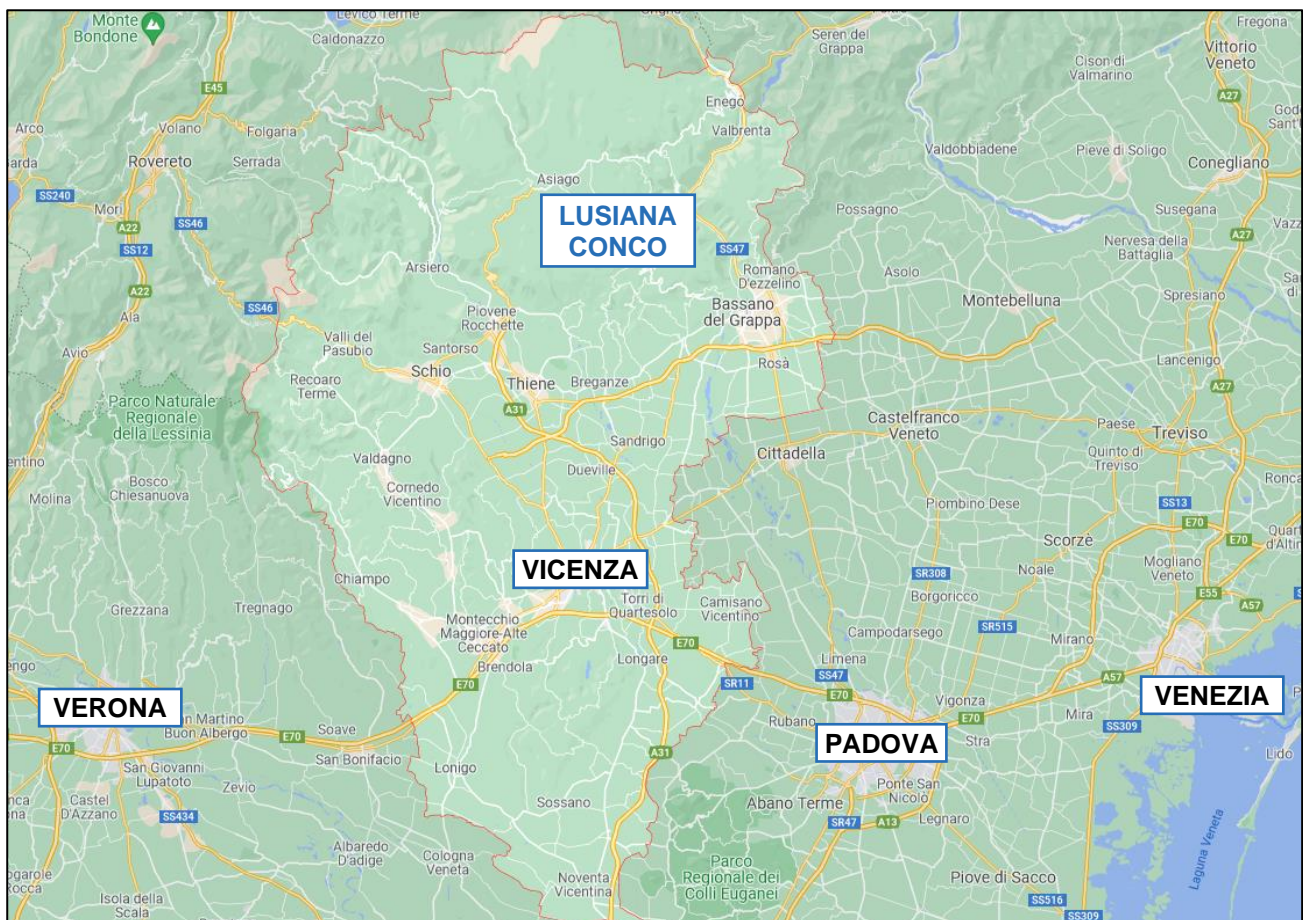 Monte
Bondone
Levico Terme
Caldonazzo
Seren del
Grappa
Fregona
Vittorio
Veneto
Cison di
Valmarino
A27
E45
Enego
A27
Arco
Volano
Folgaria
Valbrenta
Rovereto
Serrada
Valdobbiadene
Pieve di Soligo
Conegliano
SS240
Asiago
Mori
SS46
LUSIANA
CONCO
Possagno
Susegana
A22
SS12
A27
SS47
Nervesa della
Battaglia
Arsiero
Romano
D'ezzelino
Asolo
A22
SS46
Bassano
del Grappa
Montebelluna
Spresiano
Ala
Piovene
Rocchette
Valli del
Pasubio
Santorso
Avio
Schio
Rosà
Lancenigo
Recoaro
Terme
Thiene
Breganze
A27
Parco Naturale
Regionale
della Lessinia
A31
Castelfranco
Veneto
Paese
Treviso
Sandrigo
Cittadella
Quinto di
Treviso
Valdagno
Dueville
Bosco
Chiesanuova
Molina
Cornedo
Vicentino
Piombino Dese
SS13
E70
Scorzè
E70
Mogliano
Veneto
VICENZA
Chiampo
SR308
Noale
Borgoricco
E55
A57
Grezzana
Tregnago
Torri di
Quartesolo
Camisano
Vicentino
Montecchio
Maggiore-Alte
Ceccato
Campodarsego
SR515
Mirano
E70
Brendola
Longare
Limena
A57
E70
SR11
SS47
E70
VENEZIA
VERONA
Vigonza
Mira
E70
SS309
San Martino
Buon Albergo
Soave
Rubano
Stra
E70
E70
PADOVA
A31
San Bonifacio
Lido
San Giovanni
Lupatoto
Lonigo
Zevio
Ponte San
Nicolò
Castel
D'Azzano
Sossano
Abano Terme
SS434
SR47
A13
Legnaro
Albaredo
D'adige
Cologna
Veneta
Parco
Regionale dei
Colli Euganei
Laguna Veneta
Noventa
Vicentina
Piove di Sacco
Isola della
Scala
SS516
SS309